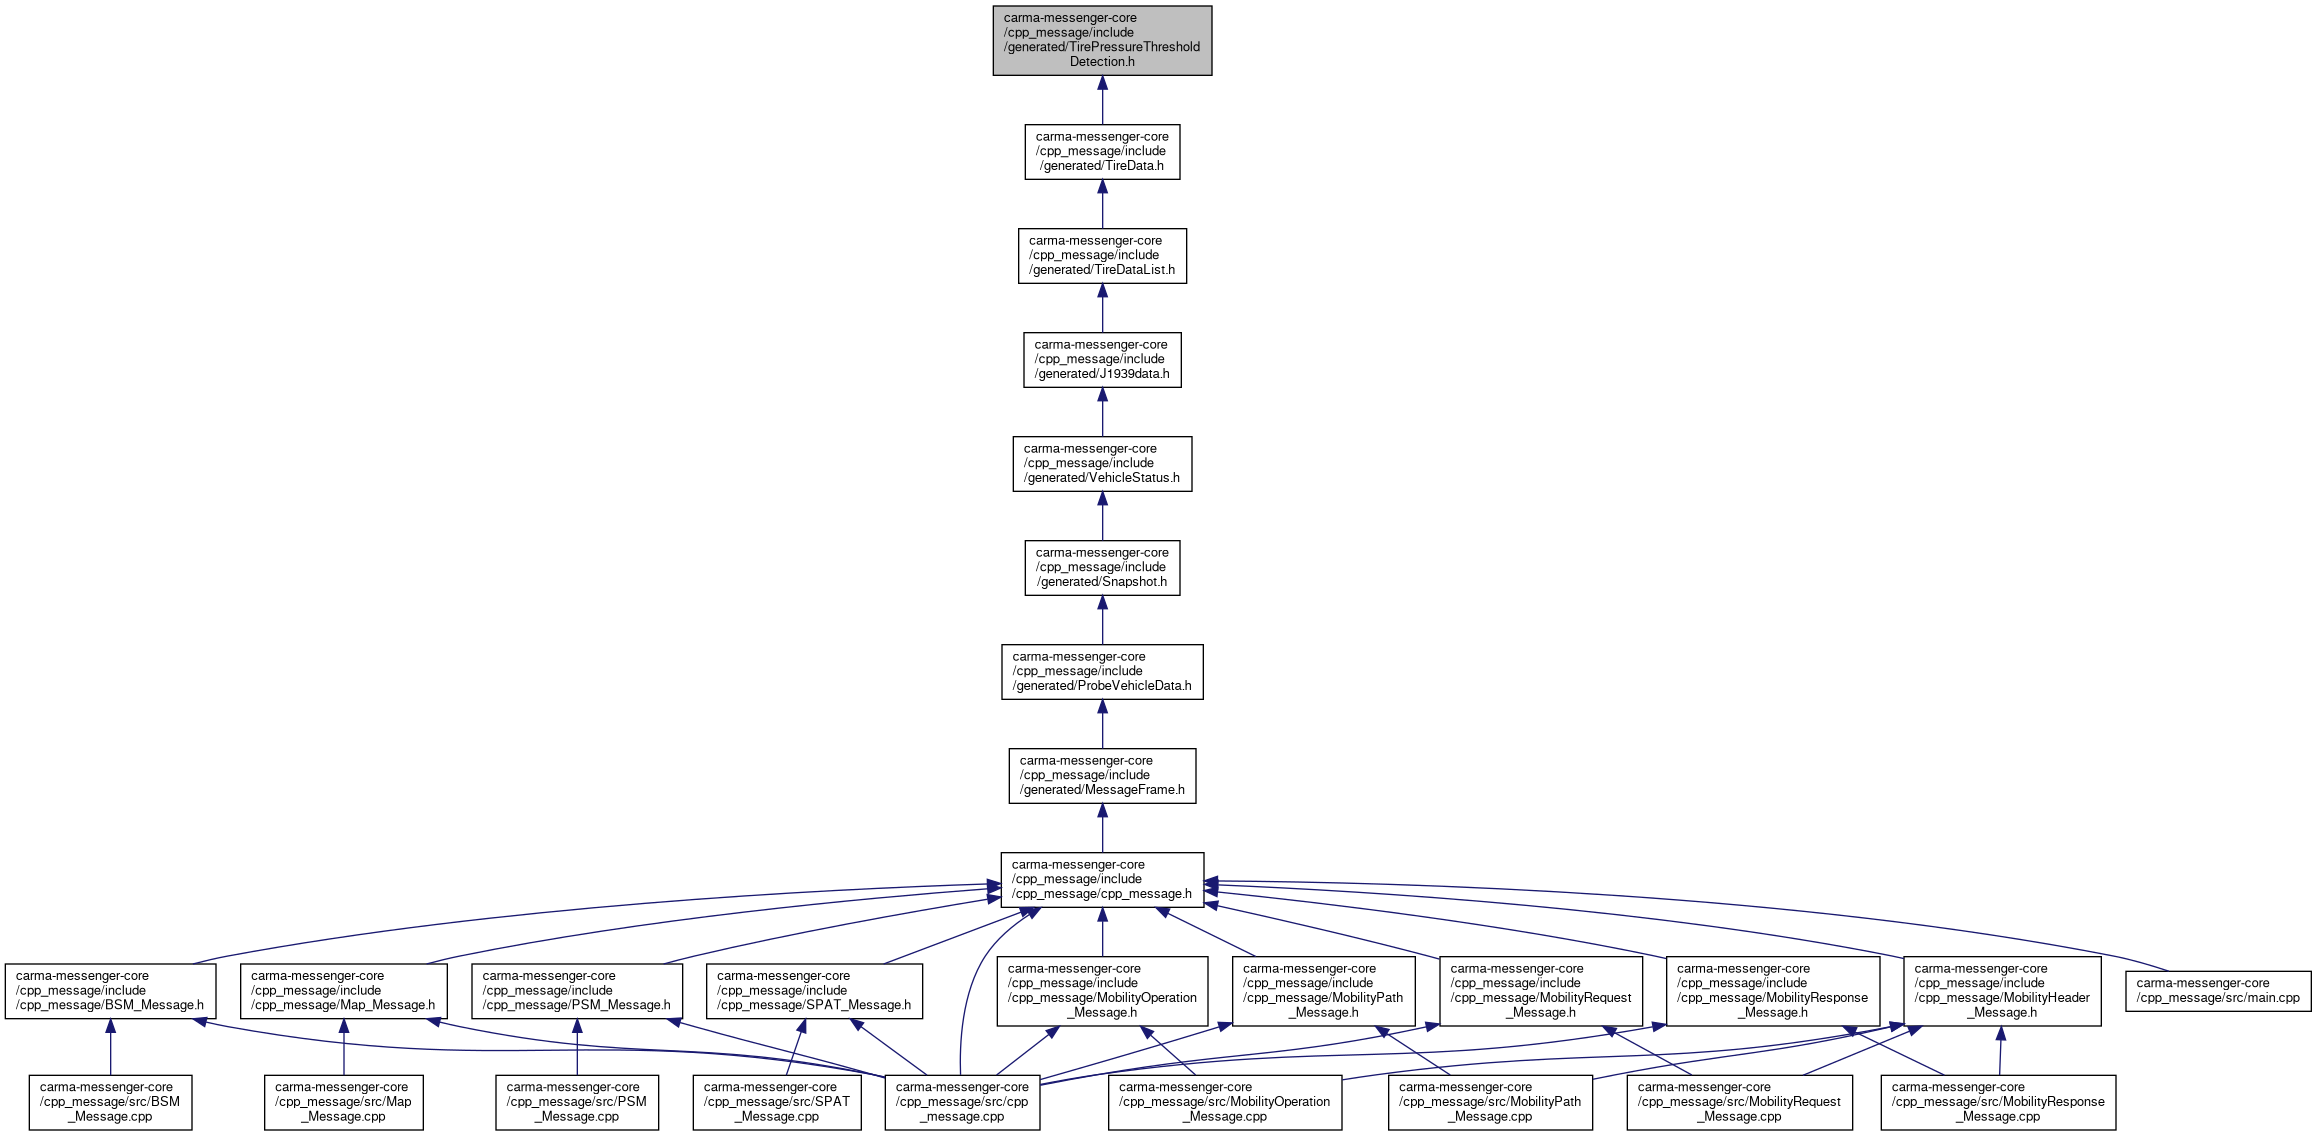 carma-messenger-core
/cpp_message/include
/generated/TirePressureThreshold
Detection.h
carma-messenger-core
/cpp_message/include
/generated/TireData.h
carma-messenger-core
/cpp_message/include
/generated/TireDataList.h
carma-messenger-core
/cpp_message/include
/generated/J1939data.h
carma-messenger-core
/cpp_message/include
/generated/VehicleStatus.h
carma-messenger-core
/cpp_message/include
/generated/Snapshot.h
carma-messenger-core
/cpp_message/include
/generated/ProbeVehicleData.h
carma-messenger-core
/cpp_message/include
/generated/MessageFrame.h
carma-messenger-core
/cpp_message/include
/cpp_message/cpp_message.h
carma-messenger-core
/cpp_message/include
/cpp_message/BSM_Message.h
carma-messenger-core
/cpp_message/include
/cpp_message/Map_Message.h
carma-messenger-core
/cpp_message/include
/cpp_message/PSM_Message.h
carma-messenger-core
/cpp_message/include
/cpp_message/SPAT_Message.h
carma-messenger-core
/cpp_message/include
/cpp_message/MobilityOperation
_Message.h
carma-messenger-core
/cpp_message/include
/cpp_message/MobilityPath
_Message.h
carma-messenger-core
/cpp_message/include
/cpp_message/MobilityRequest
_Message.h
carma-messenger-core
/cpp_message/include
/cpp_message/MobilityResponse
_Message.h
carma-messenger-core
/cpp_message/include
/cpp_message/MobilityHeader
_Message.h
carma-messenger-core
/cpp_message/src/main.cpp
carma-messenger-core
/cpp_message/src/BSM
_Message.cpp
carma-messenger-core
/cpp_message/src/Map
_Message.cpp
carma-messenger-core
/cpp_message/src/PSM
_Message.cpp
carma-messenger-core
/cpp_message/src/SPAT
_Message.cpp
carma-messenger-core
/cpp_message/src/cpp
_message.cpp
carma-messenger-core
/cpp_message/src/MobilityOperation
_Message.cpp
carma-messenger-core
/cpp_message/src/MobilityPath
_Message.cpp
carma-messenger-core
/cpp_message/src/MobilityRequest
_Message.cpp
carma-messenger-core
/cpp_message/src/MobilityResponse
_Message.cpp